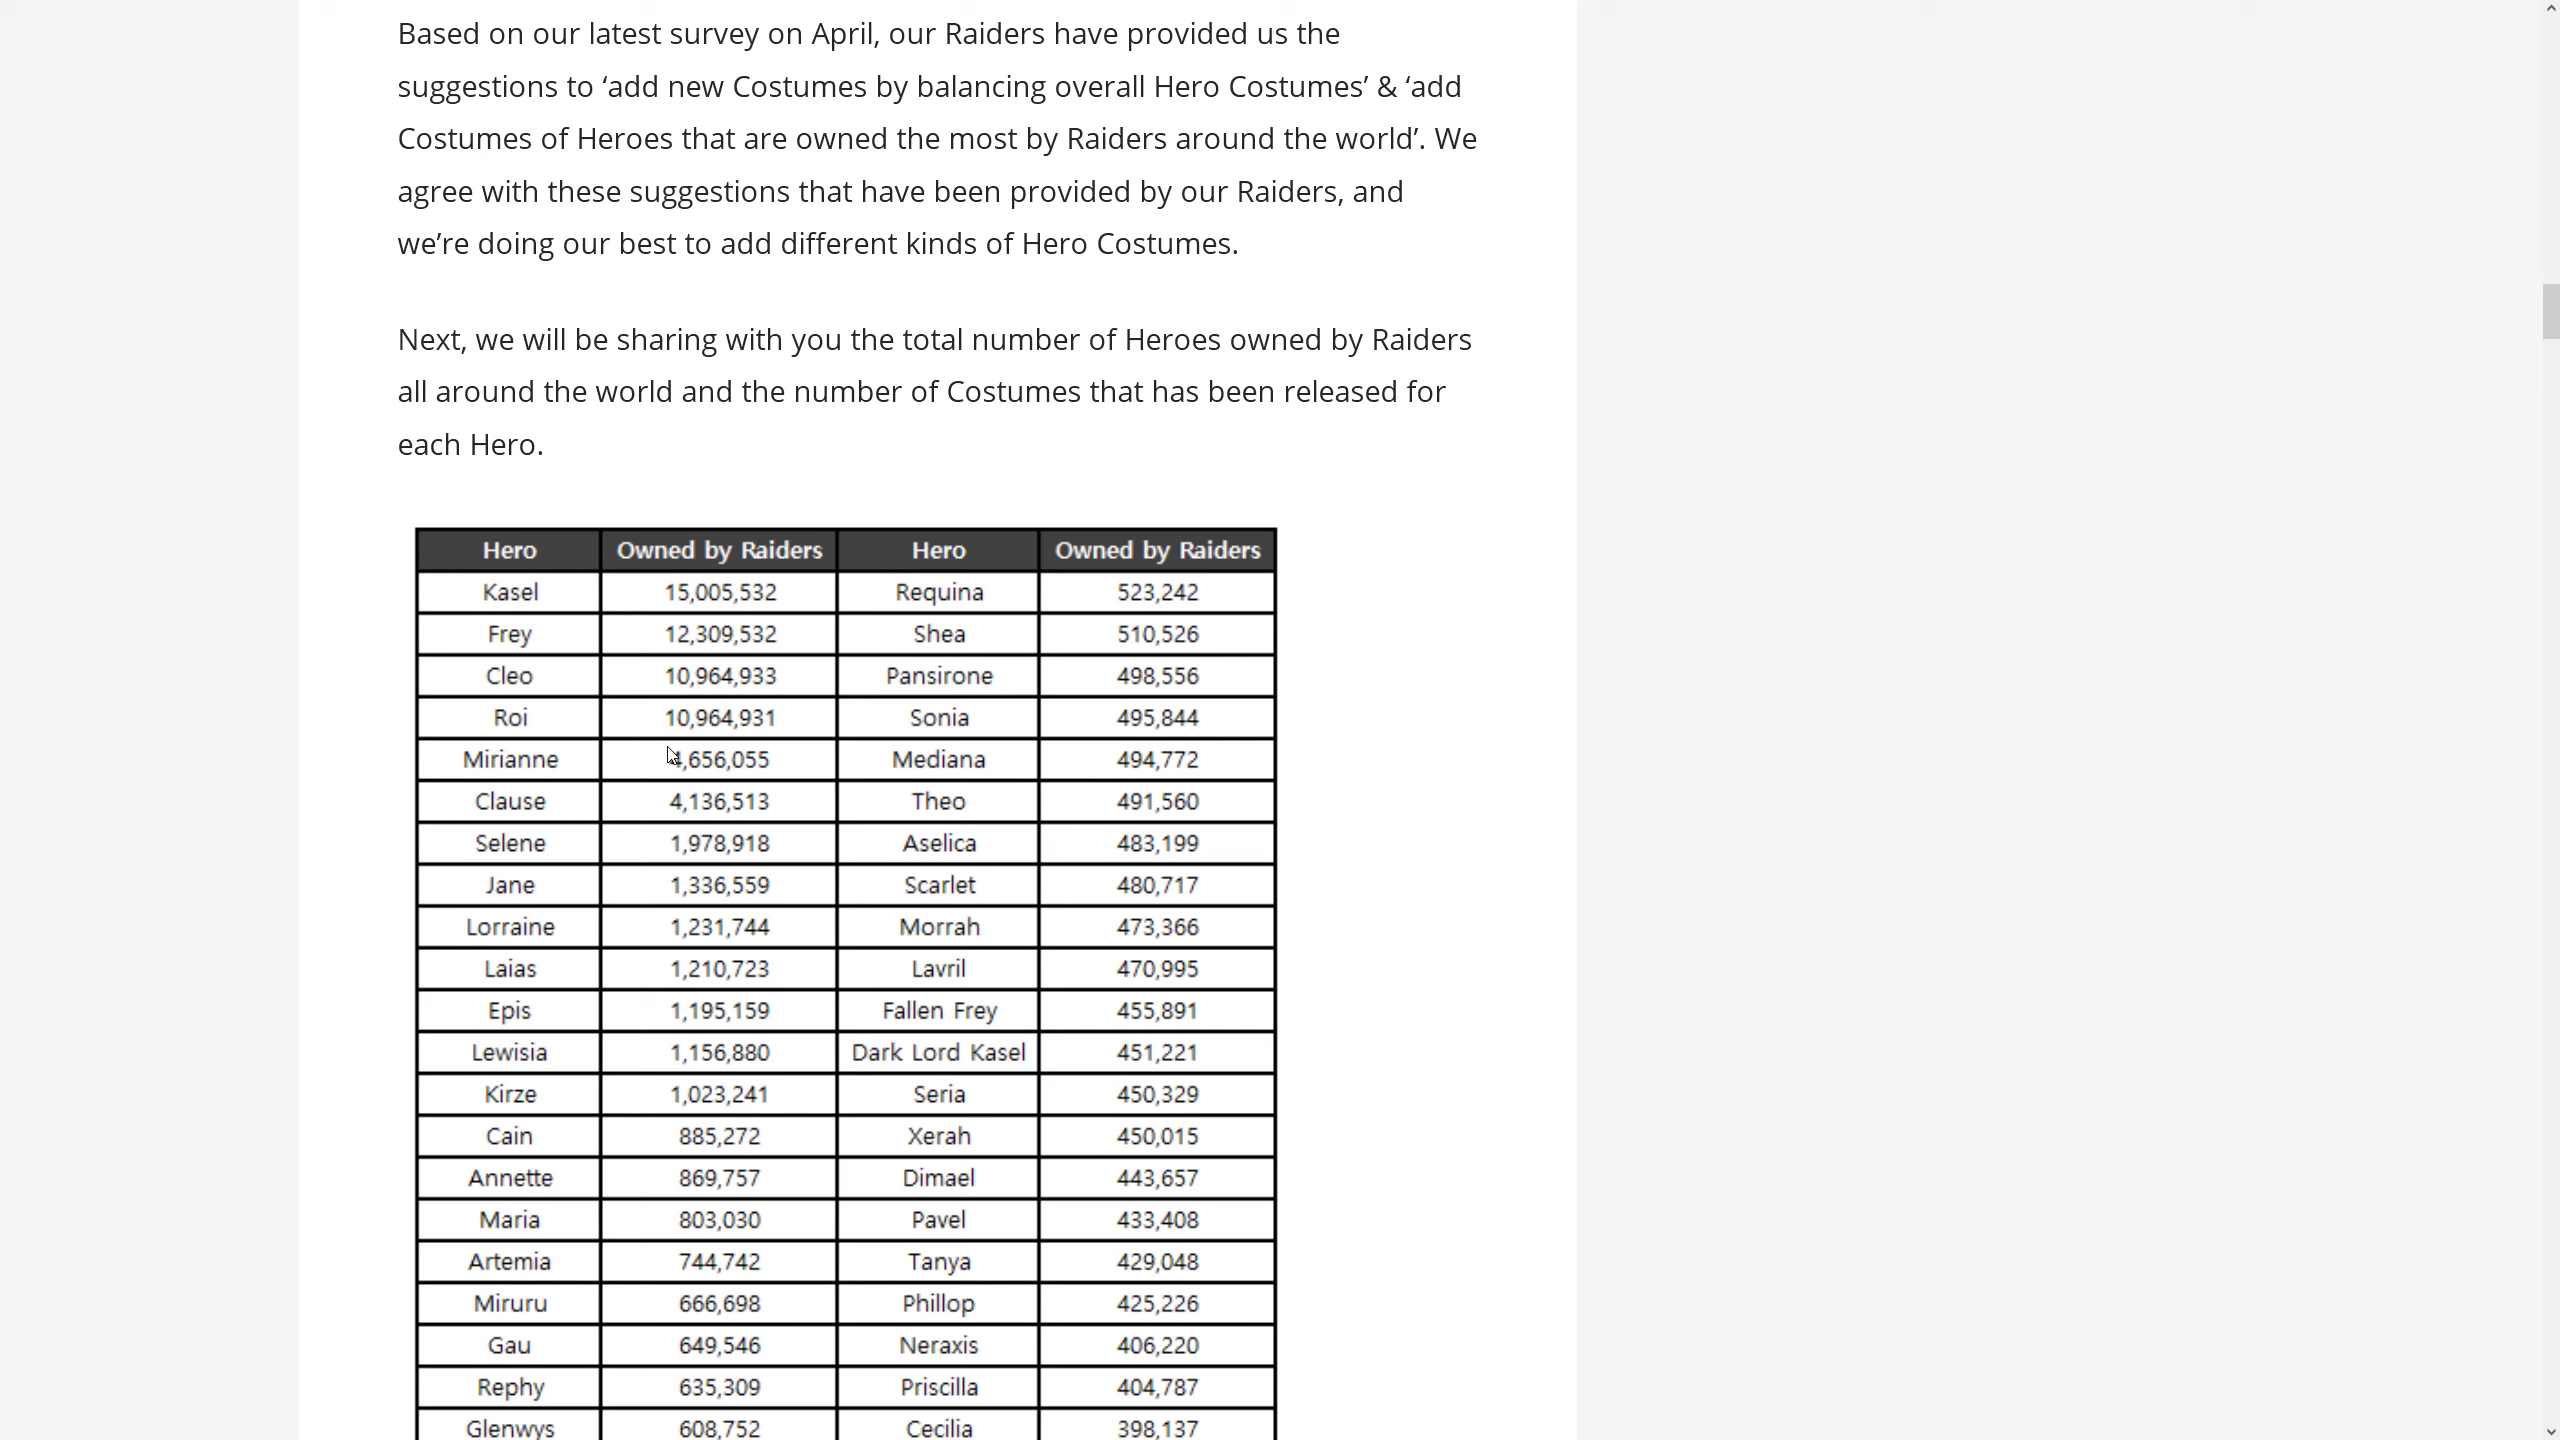 Based on our latest survey on April, our Raiders have provided us the
suggestions to ‘add new Costumes by balancing overall Hero Costumes’ & ‘add
Costumes of Heroes that are owned the most by Raiders around the world’. We
agree with these suggestions that have been provided by our Raiders, and
we’re doing our best to add different kinds of Hero Costumes.
Next, we will be sharing with you the total number of Heroes owned by Raiders
all around the world and the number of Costumes that has been released for
each Hero.
Hero Owned by Raiders Hero Owned by Raiders
Kasel 15,005,532 Requina 523,242
Frey 12,309,532 Shea 510,526
Cleo 10,964,933 Pansirone 498,556
Roi 10,964,931 Sonia 495,844
Mirianne ,656,055 Mediana 494,772
Clause 4,136,513 Theo 491,560
Selene 1,978,918 Aselica 483,199
Jane 1,336,559 Scarlet 480,717
Lorraine 1,231,744 Morrah 473,366
Laias 1,210,723 Lavril 470,995
Epis 1,195,159 Fallen Frey 455,891
Lewisia 1,156,880 Dark Lord Kasel 451,221
Kirze 1,023,241 Seria 450,329
Cain 885,272 Xerah 450,015
Annette 869,757 Dimael 443,657
Maria 803,030 Pavel 433,408
Artemia 744,742 Tanya 429,048
Miruru 666,698 Phillop 425,226
Gau 649,546 Neraxis 406,220
Rephy 635,309 Priscilla 404,787
Glenwys 608,752 Cecilia 398,137